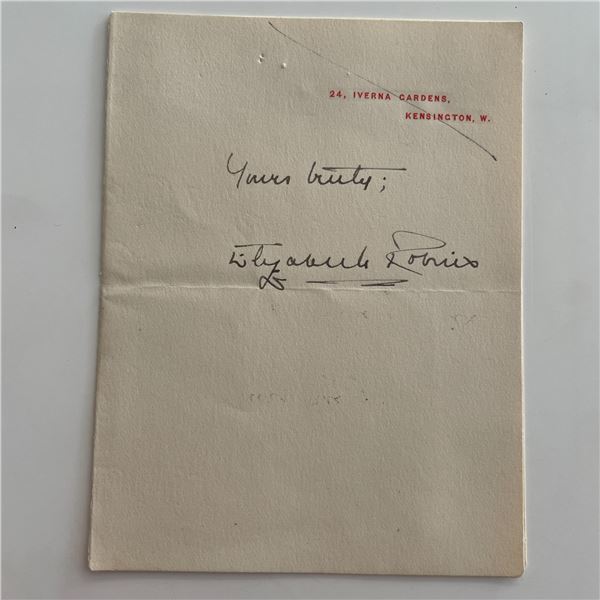 24, IVERNA GARDENS,
KENSINGTON, W.
Yours truly;
Elizabeth Robins